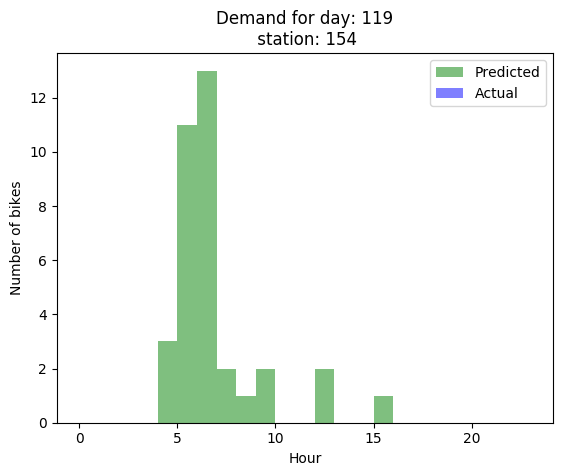 Demand for day: 119
station: 154
Predicted
Actual
Number of bikes
12
10
8
6
4
2
0
0
5
10
15
20
Hour